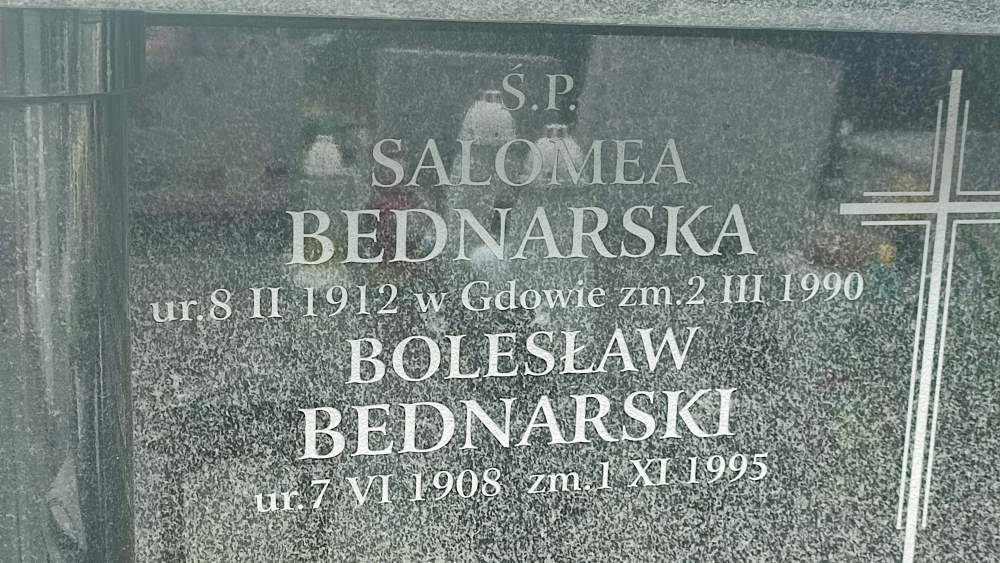 Ś.P.
SALOMEA
BEDNARSKA
ur.8 II 1912 w Gdowie zm.2 III 1990
BOLESŁAW
BEDNARSKI
ur.7 VI 1908 zm.1 XI 1995